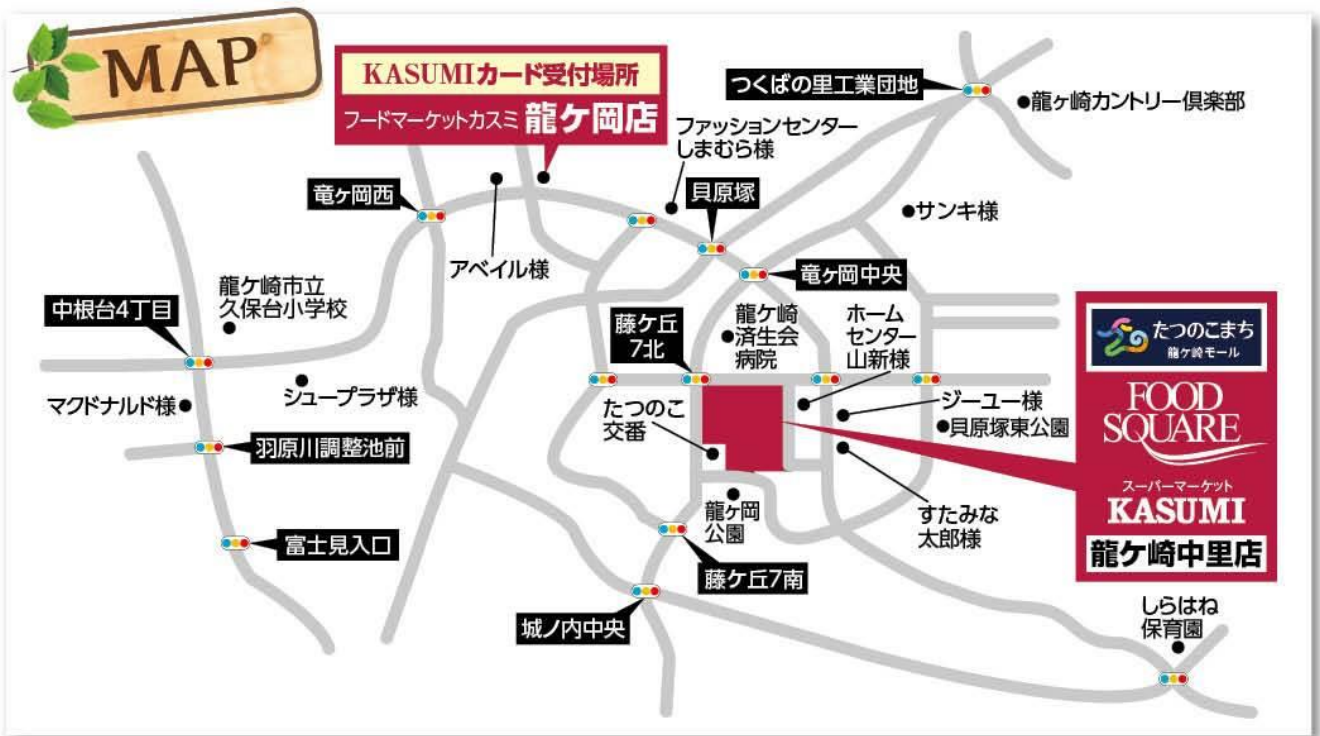 MAP
KASUMIカード受付場所
フードマーケットカスミ 龍ケ岡店
つくばの里工業団地
龍ヶ崎カントリー倶楽部
ファッションセンター
しまむら様
竜ヶ岡西
貝原塚
サンキ様
アベイル様
竜ヶ岡中央
龍ケ崎市立
久保台小学校
中根台4丁目
藤ケ丘
7北
龍ケ崎
済生会
病院
ホーム
センター
山新様
たつのこまち
龍ケ崎モール
FOOD
SQUARE
スーパーマーケット
KASUMI
龍ケ崎中里店
マクドナルド様
シュープラザ様
たつのこ
交番
ジーユー様
貝原塚東公園
羽原川調整池前
龍ヶ岡
公園
すたみな
太郎様
富士見入口
藤ケ丘7南
城ノ内中央
しらはね
保育園